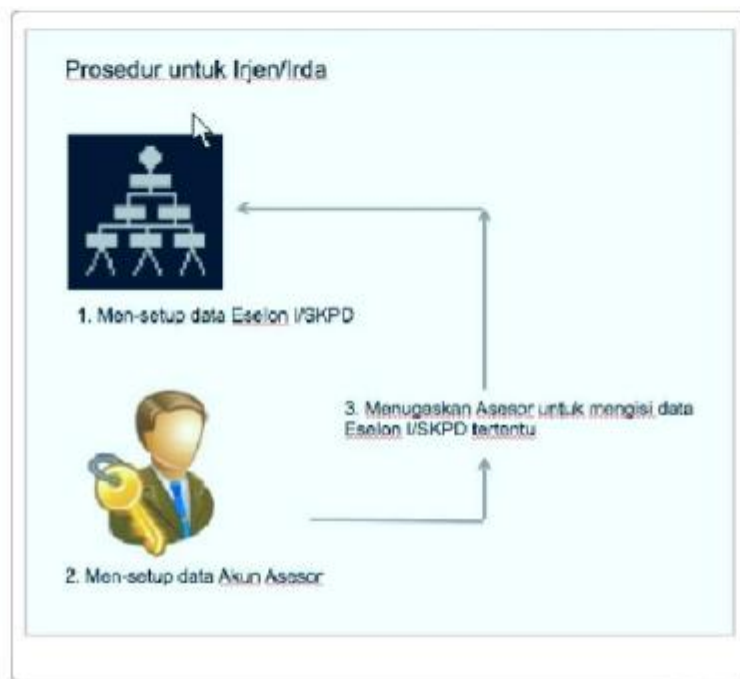 Prosedur untuk Irjen/Irda
1. Men-setup data Eselon I/SKPD
3. Menugaskan Asesor untuk mengisi data
Eselon I/SKPD tertentu
2. Men-setup data Akun Asesor